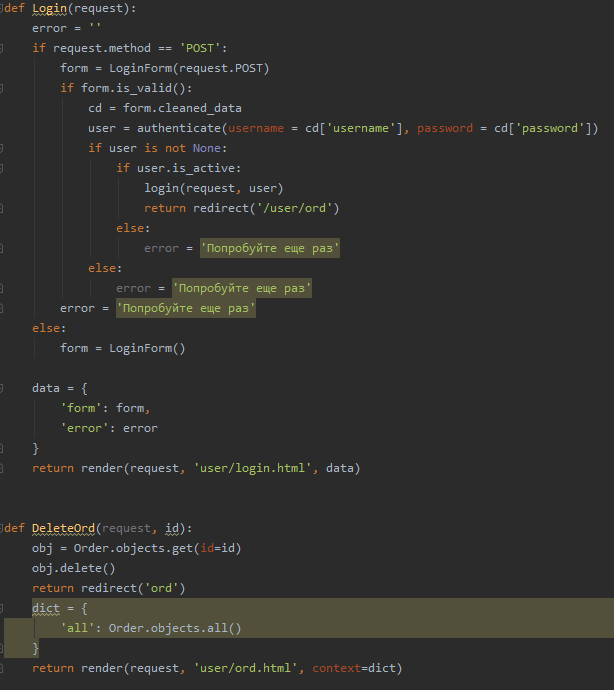 def Login(request):
    error = ''
    if request.method == 'POST':
        form = LoginForm(request.POST)
        if form.is_valid():
            cd = form.cleaned_data
            user = authenticate(username = cd['username'], password = cd['password'])
            if user is not None:
                if user.is_active:
                    login(request, user)
                    return redirect('/user/ord')
                else:
                    error = 'Попробуйте еще раз'
            else:
                error = 'Попробуйте еще раз'
        error = 'Попробуйте еще раз'
    else:
        form = LoginForm()
    data = {
        'form': form,
        'error': error
    }
    return render(request, 'user/login.html', data)
def DeleteOrd(request, id):
    obj = Order.objects.get(id=id)
    obj.delete()
    return redirect('ord')
    dict = {
        'all': Order.objects.all()
    }
    return render(request, 'user/ord.html', context=dict)